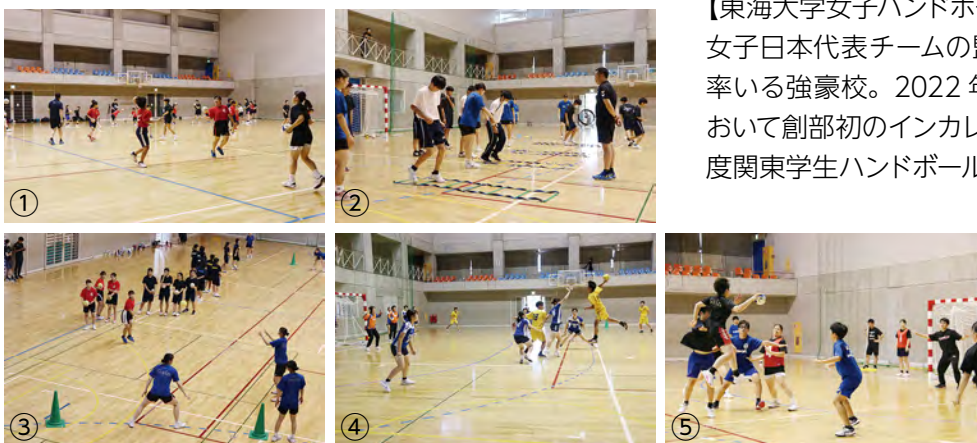 【東海大学女子ハンドボ
女子日本代表チームの
率いる強豪校。2022
おいて創部初のインカレ
度関東学生ハンドボール
①
②
③
④
⑤